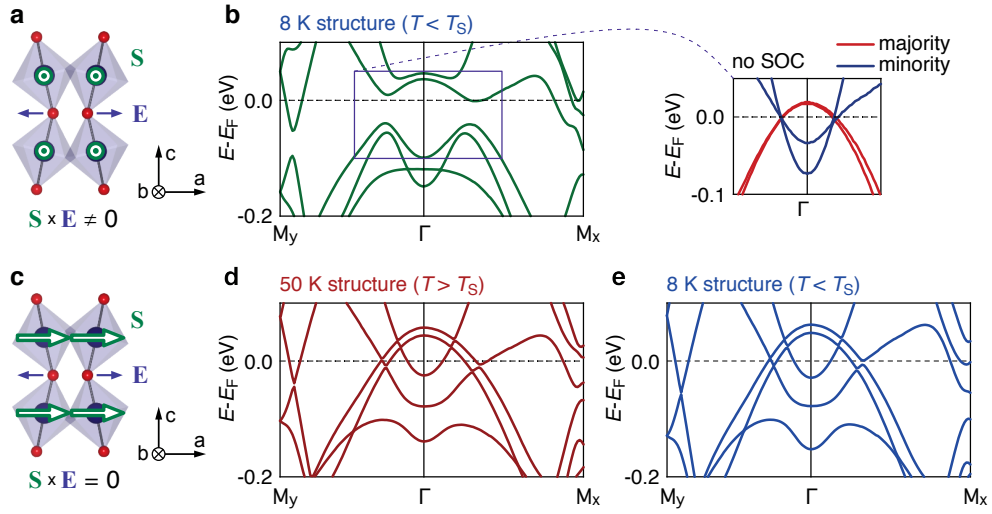 a
S
E
c
b
a
S x E ≠ 0
b
8 K structure (T < TS)
E-EF (eV)
0.0
-0.2
My
Γ
Mx
no SOC
majority
minority
E-EF (eV)
0.0
-0.1
Γ
c
S
E
c
b
a
S x E = 0
d
50 K structure (T > TS)
E-EF (eV)
0.0
-0.2
My
Γ
Mx
e
8 K structure (T < TS)
E-EF (eV)
0.0
-0.2
My
Γ
Mx